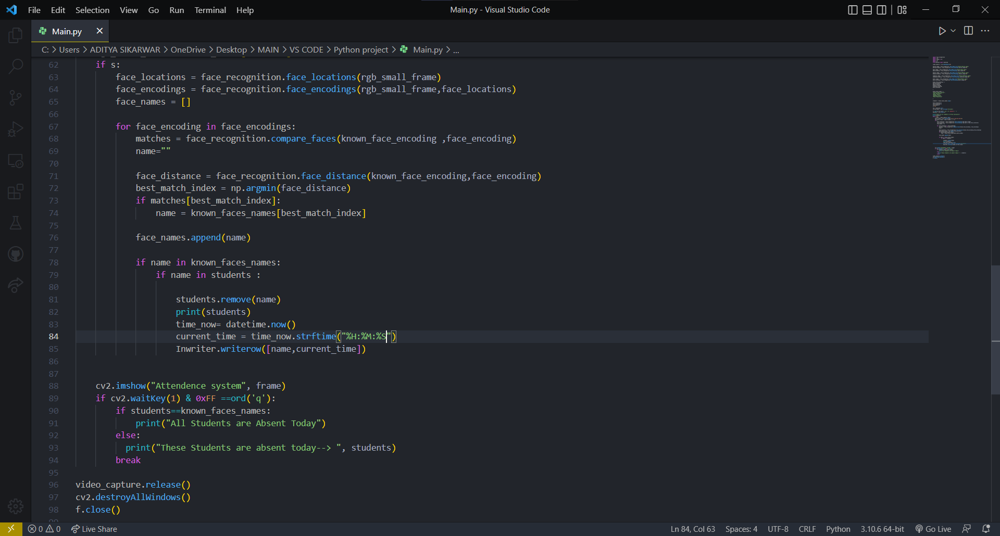 File Edit Selection View Go Run Terminal Help
Main.py - Visual Studio Code
Main.py
C: > Users > ADITYA SIKARWAR > OneDrive > Desktop > MAIN > VS CODE > Python project > Main.py > ...
62 if s:
63 face_locations = face_recognition.face_locations(rgb_small_frame)
64 face_encodings = face_recognition.face_encodings(rgb_small_frame,face_locations)
65 face_names = []
66
67 for face_encoding in face_encodings:
68 matches = face_recognition.compare_faces(known_face_encoding ,face_encoding)
69 name=""
70
71 face_distance = face_recognition.face_distance(known_face_encoding,face_encoding)
72 best_match_index = np.argmin(face_distance)
73 if matches[best_match_index]:
74 name = known_faces_names[best_match_index]
75
76 face_names.append(name)
77
78 if name in known_faces_names:
79 if name in students :
80
81 students.remove(name)
82 print(students)
83 time_now= datetime.now()
84 current_time = time_now.strftime("%H:%M:%S")
85 Inwriter.writerow([name,current_time])
86
87
88 cv2.imshow("Attendence system", frame)
89 if cv2.waitKey(1) & 0xFF ==ord('q'):
90 if students==known_faces_names:
91 print("All Students are Absent Today")
92 else:
93 print("These Students are absent today--> ", students)
94 break
95
96 video_capture.release()
97 cv2.destroyAllWindows()
98 f.close()
0 0 Live Share
Ln 84, Col 63 Spaces: 4 UTF-8 CRLF Python 3.10.6 64-bit Go Live